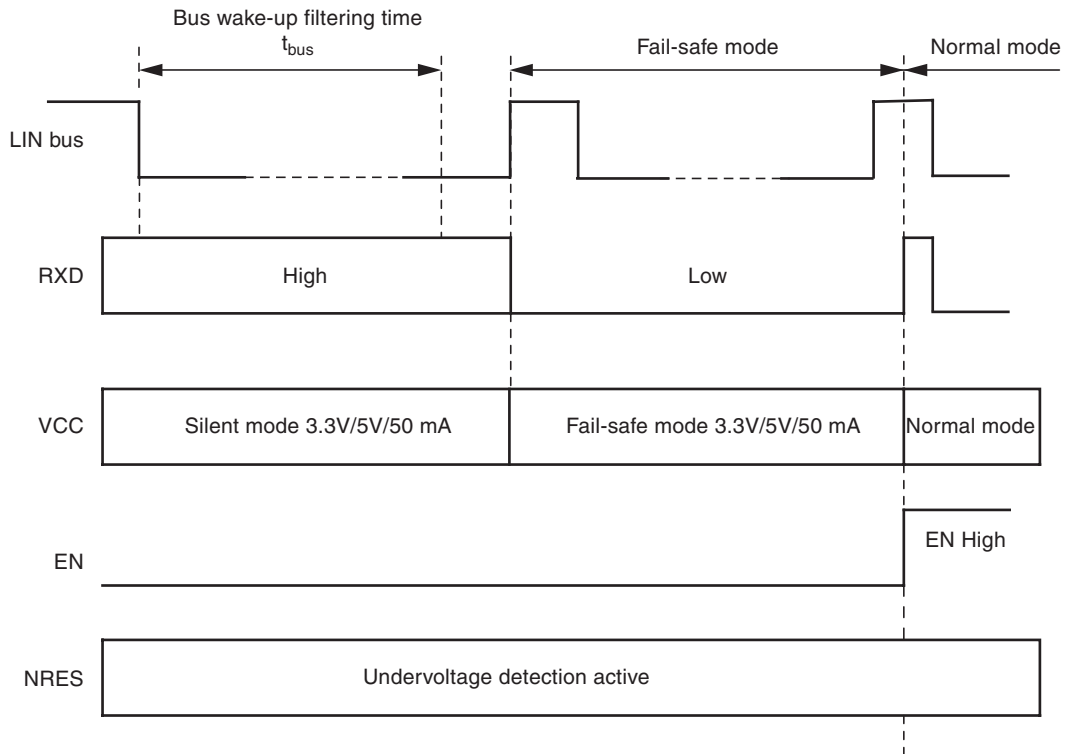 Bus wake-up filtering time
tbus
Fail-safe mode
Normal mode
LIN bus
RXD
High
Low
VCC
Silent mode 3.3V/5V/50 mA
Fail-safe mode 3.3V/5V/50 mA
Normal mode
EN
EN High
NRES
Undervoltage detection active